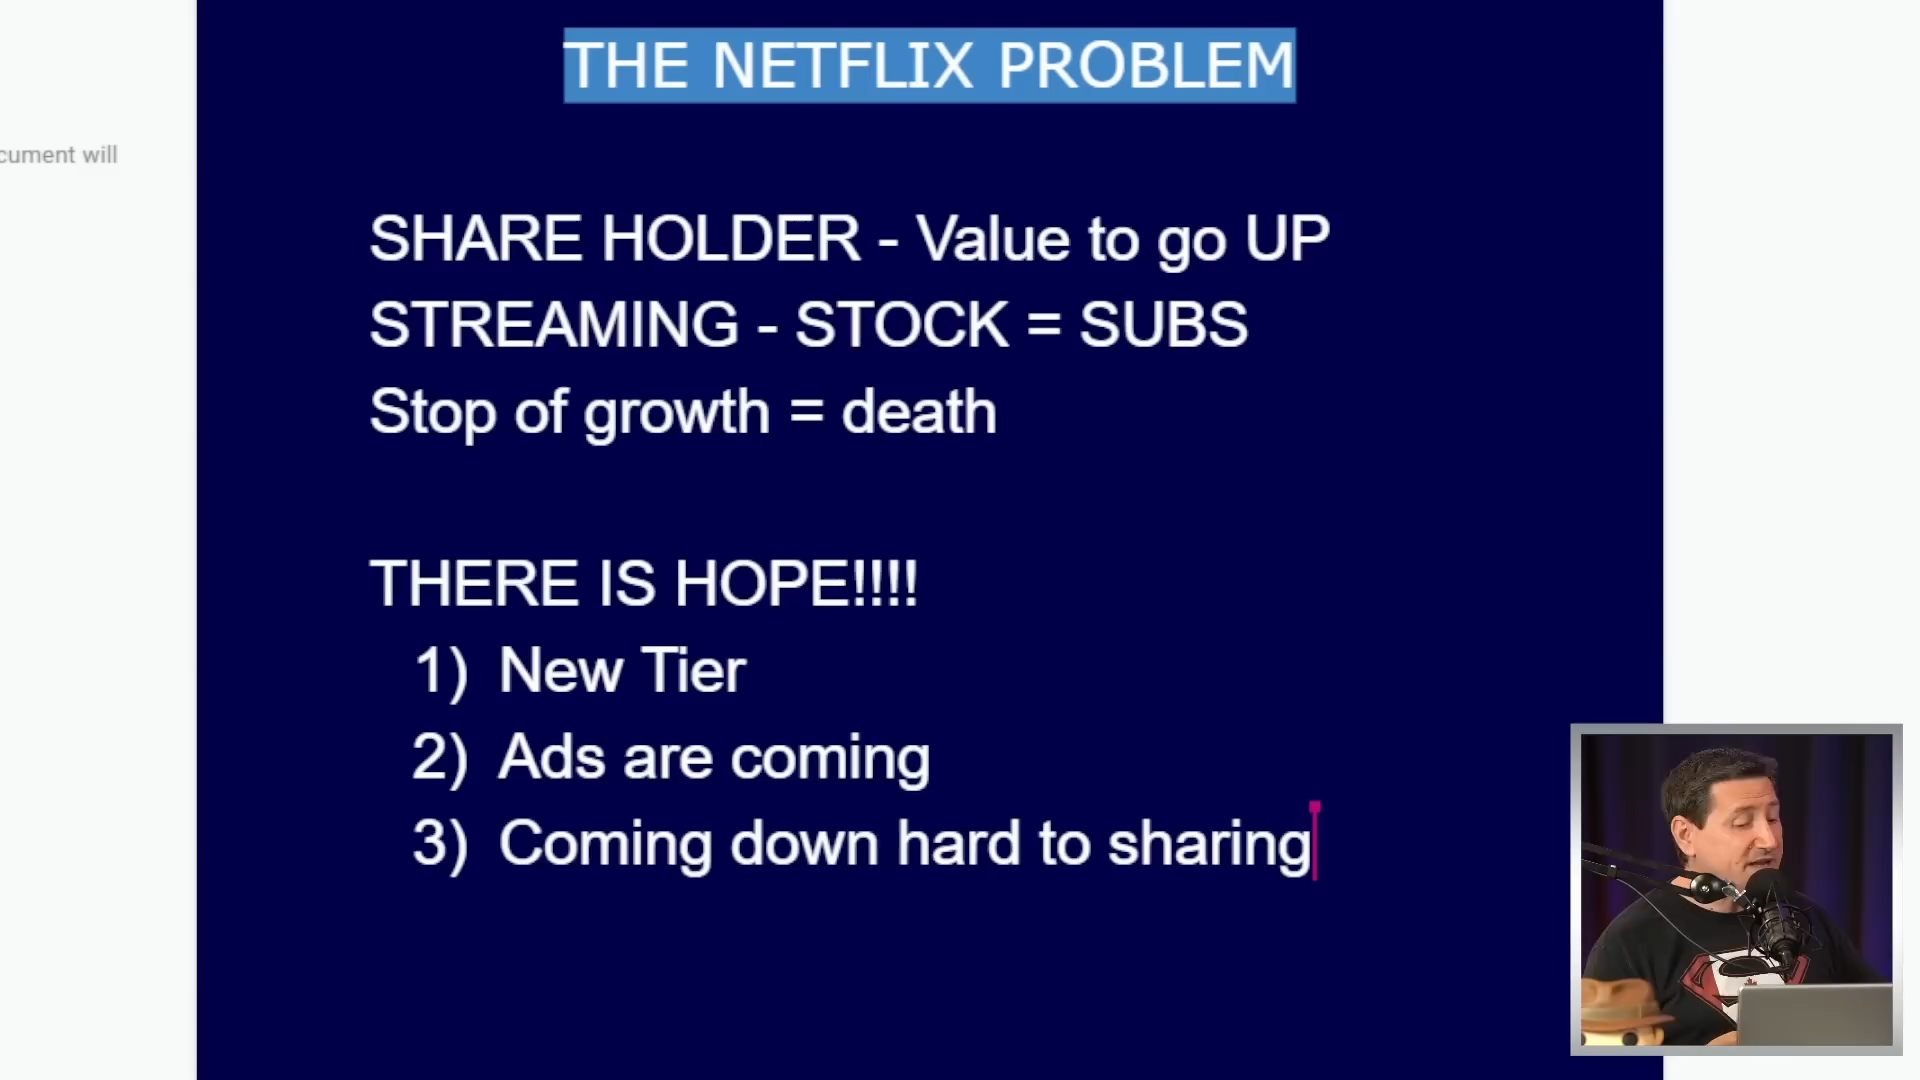 THE NETFLIX PROBLEM
cument will
SHARE HOLDER - Value to go UP
STREAMING - STOCK = SUBS
Stop of growth = death
THERE IS HOPE!!!!
1) New Tier
2) Ads are coming
3) Coming down hard to sharing